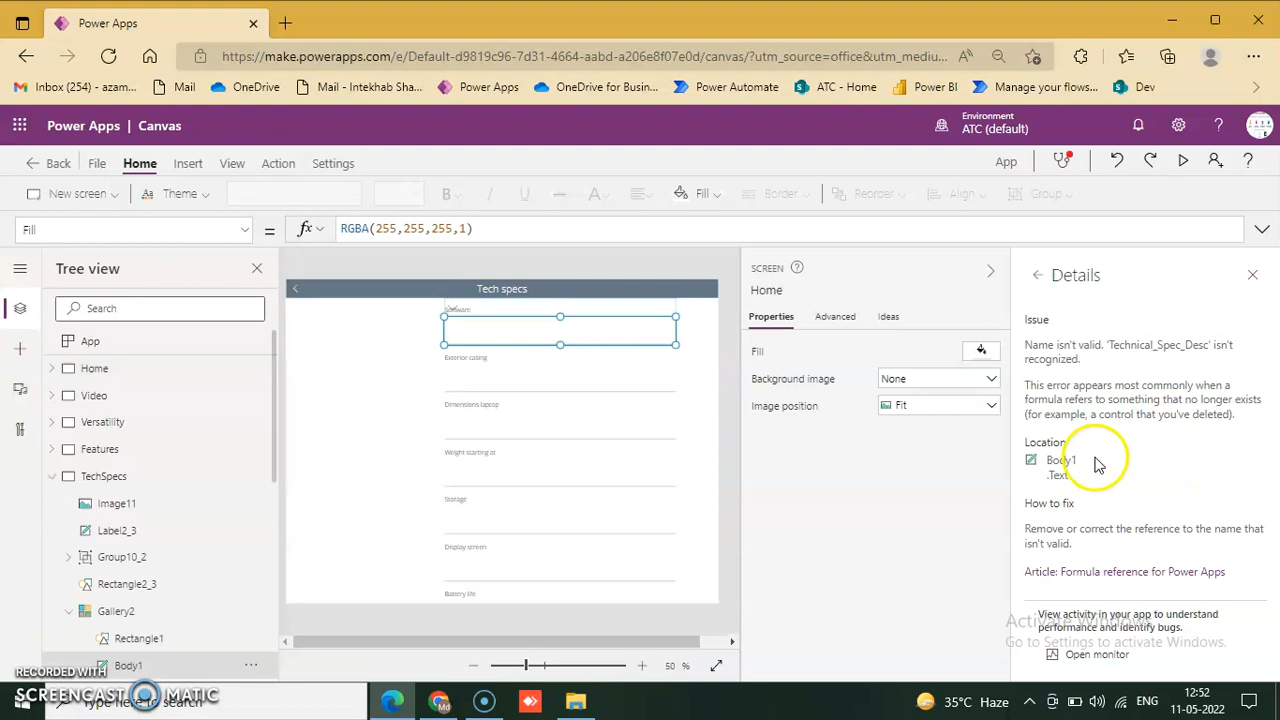 Power Apps
https://make.powerapps.com/e/Default-d9819c96-7d31-4664-aabd-a206e8f07e0d/canvas/?utm_source=office&utm_mediu...
Inbox (254) - azam...
Mail
OneDrive
Mail - Intekhab Sha...
Power Apps
OneDrive for Busin...
Power Automate
ATC - Home
Power BI
Manage your flows...
Dev
Power Apps | Canvas
Environment
ATC (default)
Back File Home Insert View Action Settings App
New screen Theme B I U A Fill Border Reorder Align Group
Fill = fx RGBA(255,255,255,1)
Tree view
Search
App
Home
Video
Versatility
Features
TechSpecs
Image11
Label2_3
Group10_2
Rectangle2_3
Gallery2
Rectangle1
Body1
Tech specs
Software
Exterior casing
Dimensions laptop
Weight starting at
Storage
Display screen
Battery life
50 %
SCREEN
Home
Properties Advanced Ideas
Fill
Background image None
Image position Fit
Details
Issue
Name isn't valid. 'Technical_Spec_Desc' isn't
recognized.
This error appears most commonly when a
formula refers to something that no longer exists
(for example, a control that you've deleted).
Location
Body1
.Text
How to fix
Remove or correct the reference to the name that
isn't valid.
Article: Formula reference for Power Apps
View activity in your app to understand
performance and identify bugs.
Open monitor
Activate Windows
Go to Settings to activate Windows.
RECORDED WITH
SCREENCAST MATIC
Type here to search
35°C Haze
ENG
12:52
11-05-2022